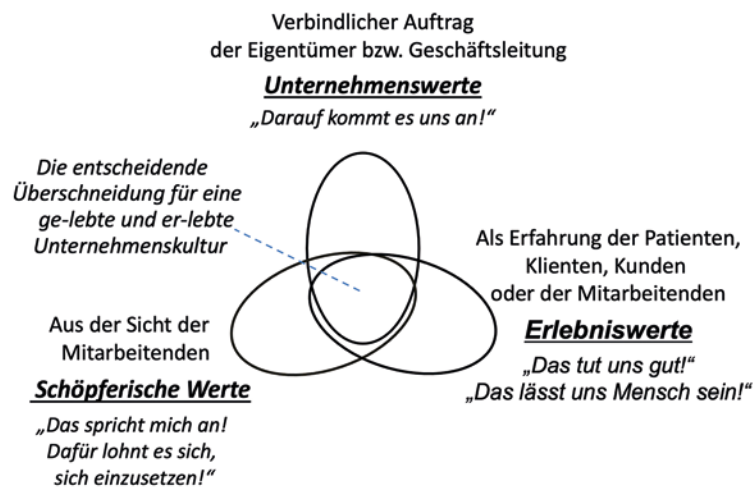 Verbindlicher Auftrag
der Eigentümer bzw. Geschäftsleitung
Unternehmenswerte
„Darauf kommt es uns an!“
Die entscheidende
Überschneidung für eine
ge-lebte und er-lebte
Unternehmenskultur
Als Erfahrung der Patienten,
Klienten, Kunden
oder der Mitarbeitenden
Erlebniswerte
„Das tut uns gut!“
„Das lässt uns Mensch sein!“
Aus der Sicht der
Mitarbeitenden
Schöpferische Werte
„Das spricht mich an!
Dafür lohnt es sich,
sich einzusetzen!“